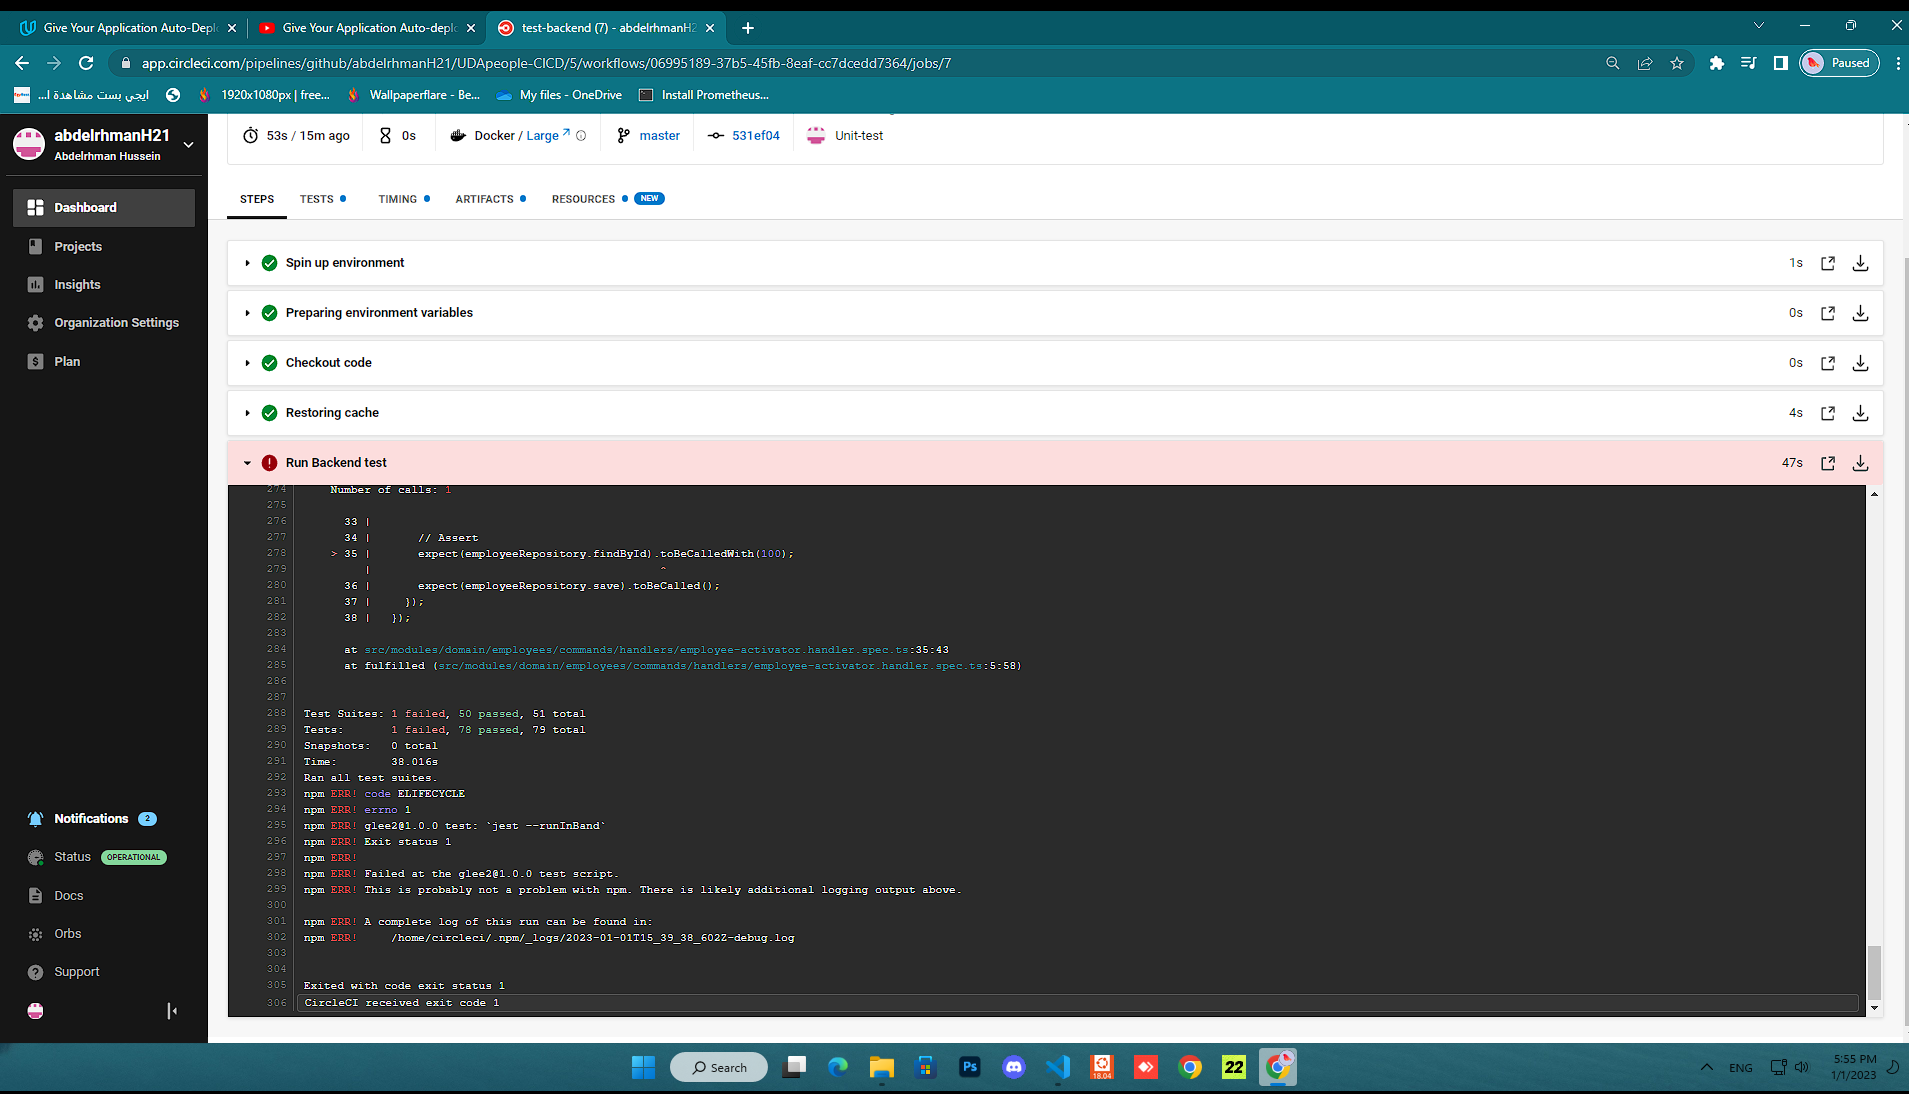 Give Your Application Auto-Depl
Give Your Application Auto-depl
test-backend (7) - abdelrhmanH2
app.circleci.com/pipelines/github/abdelrhmanH21/UDApeople-CICD/5/workflows/06995189-37b5-45fb-8eaf-cc7dcedd7364/jobs/7
Paused
ايجي بست مشاهدة ا...
1920x1080px | free...
Wallpaperflare - Be...
My files - OneDrive
Install Prometheus...
abdelrhmanH21
Abdelrhman Hussein
53s / 15m ago
0s
Docker / Large
master
531ef04
Unit-test
Dashboard
Projects
Insights
Organization Settings
Plan
STEPS
TESTS
TIMING
ARTIFACTS
RESOURCES
NEW
Spin up environment
1s
Preparing environment variables
0s
Checkout code
0s
Restoring cache
4s
Run Backend test
47s
274 Number of calls: 1
275
276 33 |
277 34 | // Assert
278 > 35 | expect(employeeRepository.findById).toBeCalledWith(100);
279 | ^
280 36 | expect(employeeRepository.save).toBeCalled();
281 37 | });
282 38 | });
283
284 at src/modules/domain/employees/commands/handlers/employee-activator.handler.spec.ts:35:43
285 at fulfilled (src/modules/domain/employees/commands/handlers/employee-activator.handler.spec.ts:5:58)
286
287
288 Test Suites: 1 failed, 50 passed, 51 total
289 Tests: 1 failed, 78 passed, 79 total
290 Snapshots: 0 total
291 Time: 38.016s
292 Ran all test suites.
293 npm ERR! code ELIFECYCLE
294 npm ERR! errno 1
295 npm ERR! glee2@1.0.0 test: `jest --runInBand`
296 npm ERR! Exit status 1
297 npm ERR!
298 npm ERR! Failed at the glee2@1.0.0 test script.
299 npm ERR! This is probably not a problem with npm. There is likely additional logging output above.
300
301 npm ERR! A complete log of this run can be found in:
302 npm ERR! /home/circleci/.npm/_logs/2023-01-01T15_39_38_602Z-debug.log
303
304
305 Exited with code exit status 1
306 CircleCI received exit code 1
Notifications 2
Status OPERATIONAL
Docs
Orbs
Support
Search
Ps
18.04
22
ENG
5:55 PM
1/1/2023